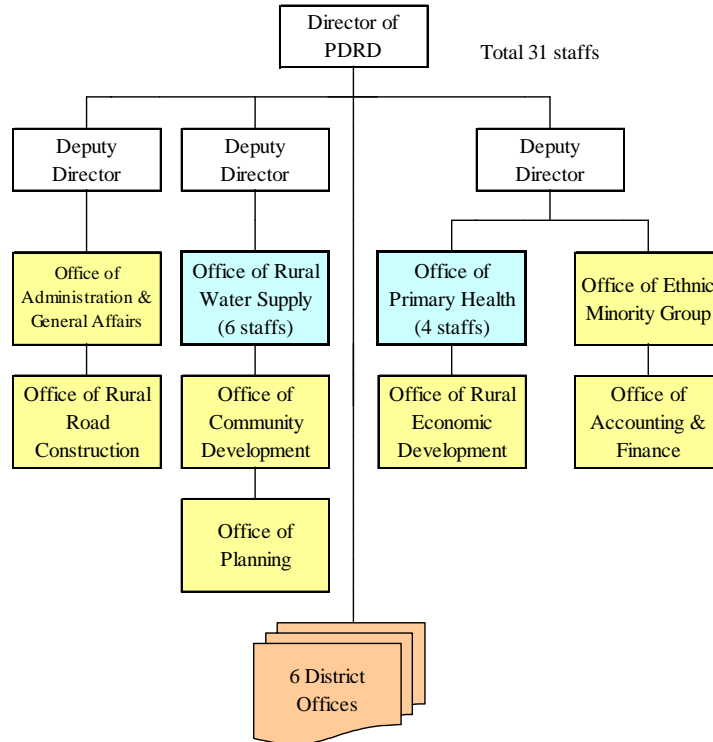 Director of
PDRD
Total 31 staffs
Deputy
Director
Deputy
Director
Deputy
Director
Office of
Administration &
General Affairs
Office of Rural
Water Supply
(6 staffs)
Office of
Primary Health
(4 staffs)
Office of Ethnic
Minority Group
Office of Rural
Road
Construction
Office of
Community
Development
Office of Rural
Economic
Development
Office of
Accounting &
Finance
Office of
Planning
6 District
Offices